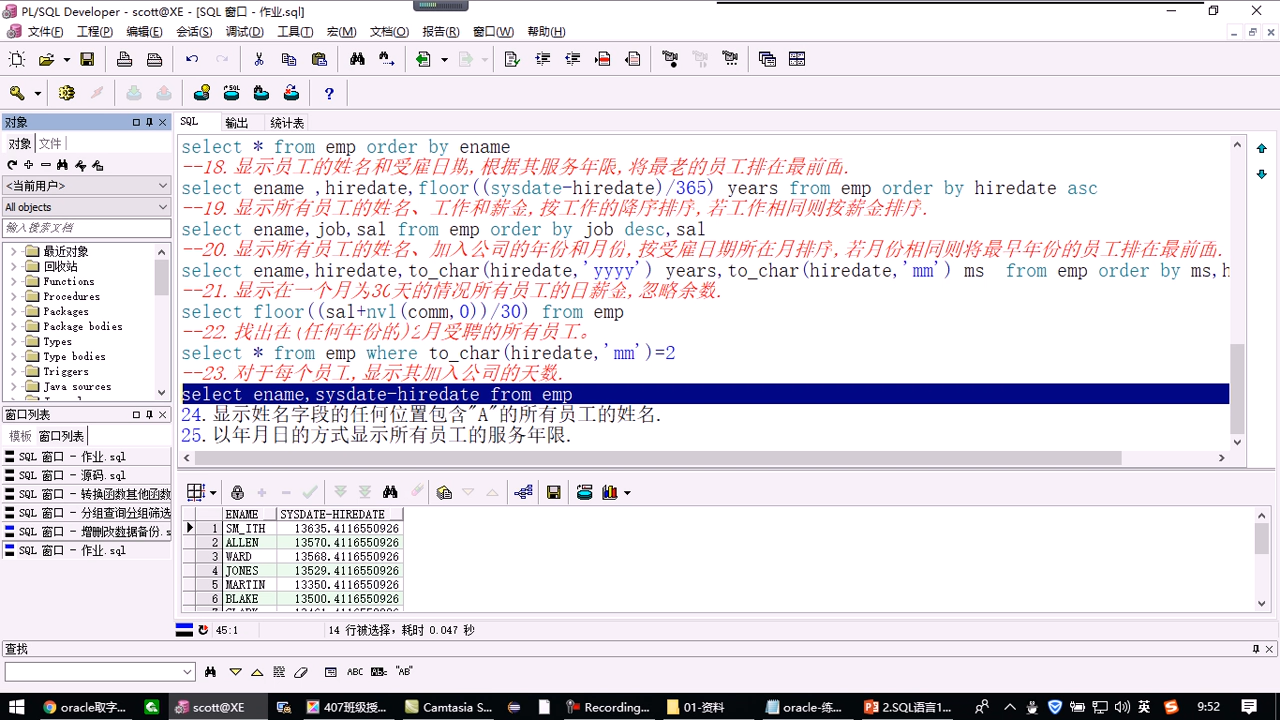 PL/SQL Developer - scott@XE - [SQL 窗口 - 作业.sql]
文件(F) 工程(P) 编辑(E) 会话(S) 调试(D) 工具(T) 宏(M) 文档(O) 报告(R) 窗口(W) 帮助(H)
对象
SQL 输出 统计表
对象 文件
<当前用户>
All objects
输入搜索文档
最近对象
回收站
Functions
Procedures
Packages
Package bodies
Types
Type bodies
Triggers
Java sources
select * from emp order by ename
--18.显示员工的姓名和受雇日期,根据其服务年限,将最老的员工排在最前面.
select ename ,hiredate,floor((sysdate-hiredate)/365) years from emp order by hiredate asc
--19.显示所有员工的姓名、工作和薪金,按工作的降序排序,若工作相同则按薪金排序.
select ename,job,sal from emp order by job desc,sal
--20.显示所有员工的姓名、加入公司的年份和月份,按受雇日期所在月排序,若月份相同则将最早年份的员工排在最前面.
select ename,hiredate,to_char(hiredate,'yyyy') years,to_char(hiredate,'mm') ms  from emp order by ms,h
--21.显示在一个月为30天的情况所有员工的日薪金,忽略余数.
select floor((sal+nvl(comm,0))/30) from emp
--22.找出在(任何年份的)2月受聘的所有员工。
select * from emp where to_char(hiredate,'mm')=2
--23.对于每个员工,显示其加入公司的天数.
select ename,sysdate-hiredate from emp
24.显示姓名字段的任何位置包含"A"的所有员工的姓名.
25.以年月日的方式显示所有员工的服务年限.
窗口列表
模板 窗口列表
SQL 窗口 - 作业.sql
SQL 窗口 - 源码.sql
SQL 窗口 - 转换函数其他函数
SQL 窗口 - 分组查询分组筛选
SQL 窗口 - 增删改数据备份.s
SQL 窗口 - 作业.sql
ENAME SYSDATE-HIREDATE
1 SM_ITH 13635.4116550926
2 ALLEN 13570.4116550926
3 WARD 13568.4116550926
4 JONES 13529.4116550926
5 MARTIN 13350.4116550926
6 BLAKE 13500.4116550926
45:1 14 行被选择, 耗时 0.047 秒
查找
ABC "AB"
oracle取字... scott@XE 407班级授... Camtasia S... Recording... 01-资料 oracle-练... 2.SQL语言1... 英 9:52